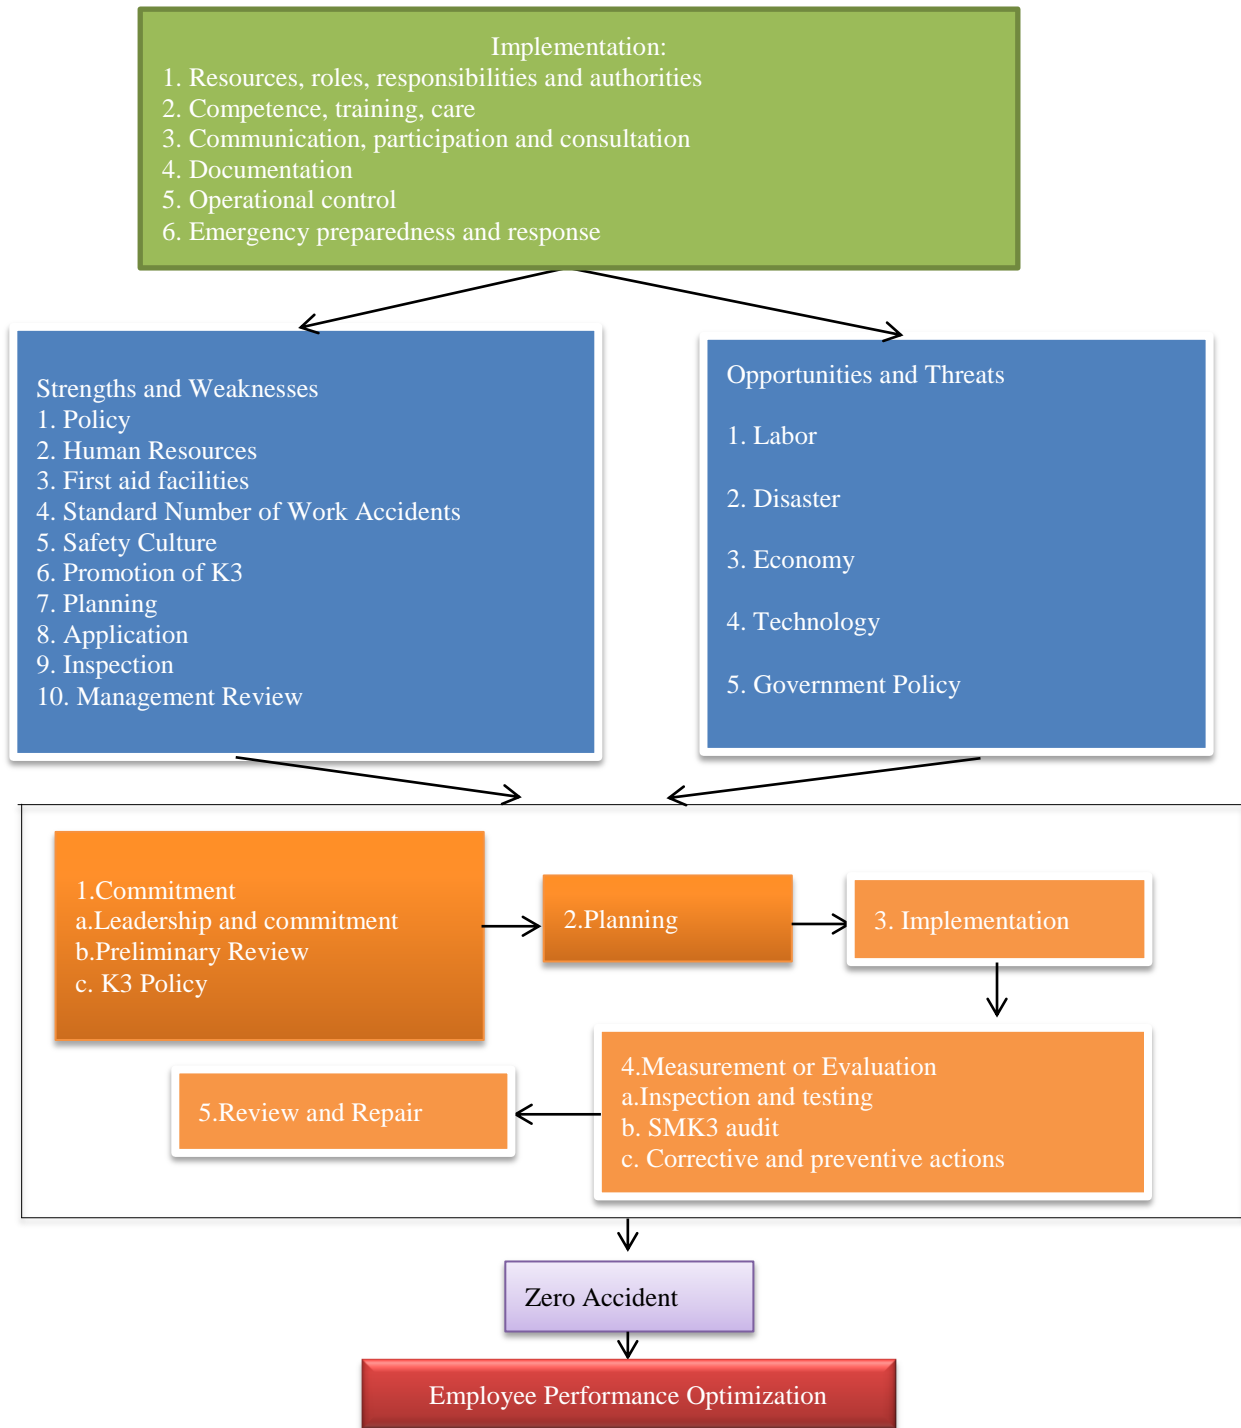 Implementation:
1. Resources, roles, responsibilities and authorities
2. Competence, training, care
3. Communication, participation and consultation
4. Documentation
5. Operational control
6. Emergency preparedness and response
Strengths and Weaknesses
1. Policy
2. Human Resources
3. First aid facilities
4. Standard Number of Work Accidents
5. Safety Culture
6. Promotion of K3
7. Planning
8. Application
9. Inspection
10. Management Review
Opportunities and Threats
1. Labor
2. Disaster
3. Economy
4. Technology
5. Government Policy
1.Commitment
a.Leadership and commitment
b.Preliminary Review
c. K3 Policy
2.Planning
3. Implementation
4.Measurement or Evaluation
a.Inspection and testing
b. SMK3 audit
c. Corrective and preventive actions
5.Review and Repair
Zero Accident
Employee Performance Optimization